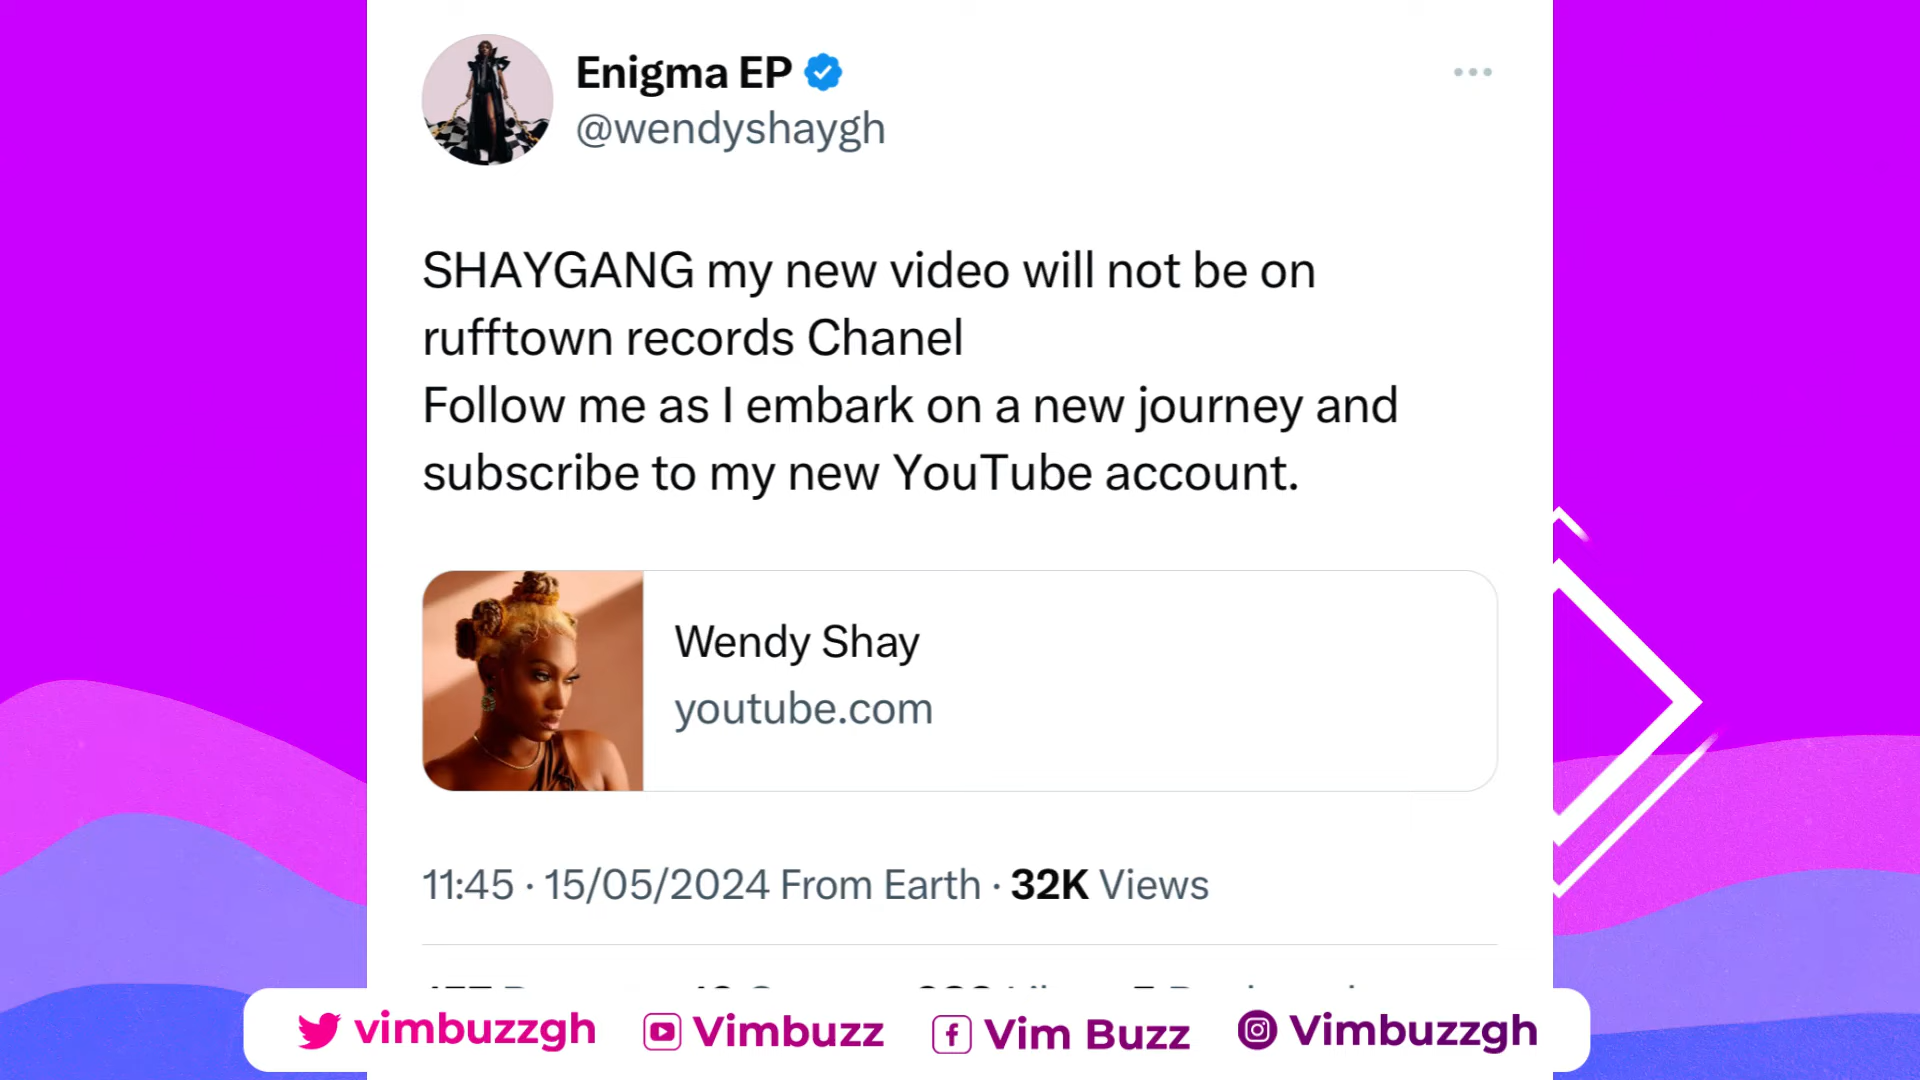 Enigma EP
@wendyshaygh
SHAYGANG my new video will not be on
rufftown records Chanel
Follow me as I embark on a new journey and
subscribe to my new YouTube account.
Wendy Shay
youtube.com
11:45 · 15/05/2024 From Earth · 32K Views
vimbuzzgh Vimbuzz Vim Buzz Vimbuzzgh